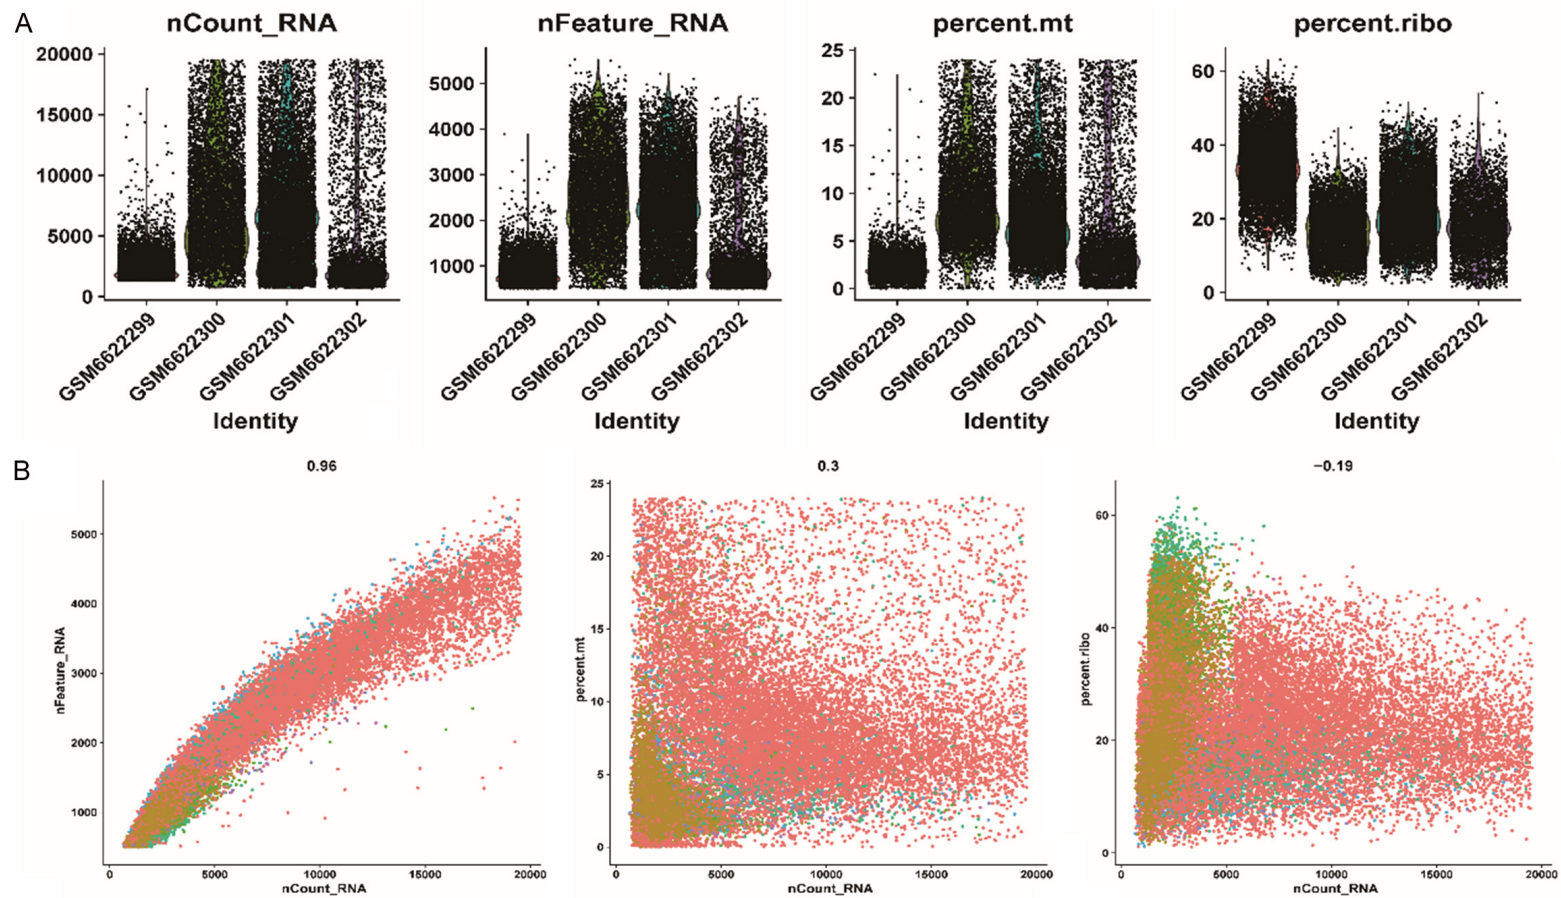 A
nCount_RNA
nFeature_RNA
percent.mt
percent.ribo
20000
15000
10000
5000
0
5000
4000
3000
2000
1000
25
20
15
10
5
0
60
40
20
0
GSM6622299
GSM6622300
GSM6622301
GSM6622302
GSM6622299
GSM6622300
GSM6622301
GSM6622302
GSM6622299
GSM6622300
GSM6622301
GSM6622302
GSM6622299
GSM6622300
GSM6622301
GSM6622302
Identity
Identity
Identity
Identity
B
0.96
nFeature_RNA
5000
4000
3000
2000
1000
0
5000
10000
15000
20000
nCount_RNA
0.3
percent.mt
25
20
15
10
5
0
0
5000
10000
15000
20000
nCount_RNA
−0.19
percent.ribo
60
40
20
0
0
5000
10000
15000
20000
nCount_RNA